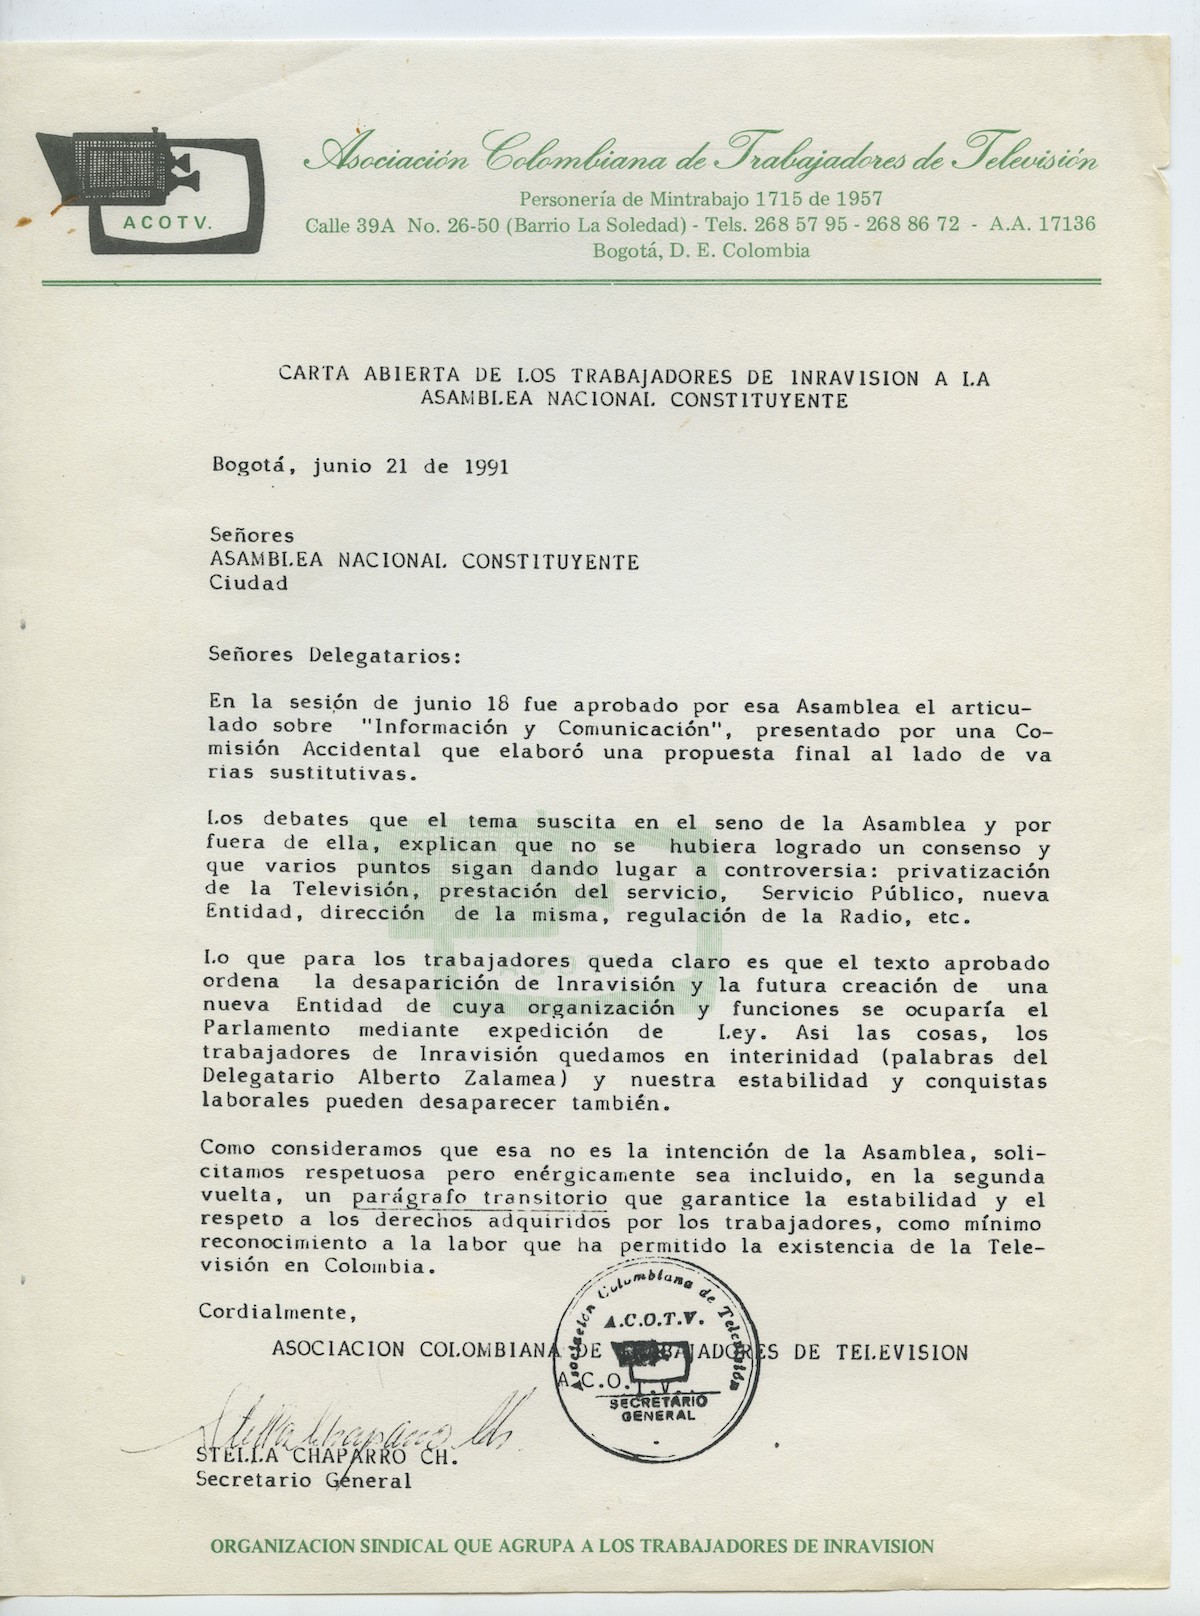 ACOTV.
Asociación Colombiana de Trabajadores de Televisión
Personería de Mintrabajo 1715 de 1957
Calle 39A No. 26-50 (Barrio La Soledad) - Tels. 268 57 95 - 268 86 72 - A.A. 17136
Bogotá, D. E. Colombia
CARTA ABIERTA DE LOS TRABAJADORES DE INRAVISION A LA
ASAMBLEA NACIONAL CONSTITUYENTE
Bogotá, junio 21 de 1991
Señores
ASAMBLEA NACIONAL CONSTITUYENTE
Ciudad
Señores Delegatarios:
En la sesión de junio 18 fue aprobado por esa Asamblea el articu-
lado sobre "Información y Comunicación", presentado por una Co-
misión Accidental que elaboró una propuesta final al lado de va
rias sustitutivas.
Los debates que el tema suscita en el seno de la Asamblea y por
fuera de ella, explican que no se hubiera logrado un consenso y
que varios puntos sigan dando lugar a controversia: privatización
de la Televisión, prestación del servicio, Servicio Público, nueva
Entidad, dirección de la misma, regulación de la Radio, etc.
Lo que para los trabajadores queda claro es que el texto aprobado
ordena la desaparición de Inravisión y la futura creación de una
nueva Entidad de cuya organización y funciones se ocuparía el
Parlamento mediante expedición de Ley. Asi las cosas, los
trabajadores de Inravisión quedamos en interinidad (palabras del
Delegatario Alberto Zalamea) y nuestra estabilidad y conquistas
laborales pueden desaparecer también.
Como consideramos que esa no es la intención de la Asamblea, soli-
citamos respetuosa pero enérgicamente sea incluido, en la segunda
vuelta, un parágrafo transitorio que garantice la estabilidad y el
respeto a los derechos adquiridos por los trabajadores, como mínimo
reconocimiento a la labor que ha permitido la existencia de la Tele-
visión en Colombia.
Cordialmente,
ASOCIACION COLOMBIANA DE TRABAJADORES DE TELEVISION
A.C.O.T.V.
Asociación Colombiana de Televisión
A.C.O.T.V.
SECRETARIO
GENERAL
Stella Chaparro Ch.
STELLA CHAPARRO CH.
Secretario General
ORGANIZACION SINDICAL QUE AGRUPA A LOS TRABAJADORES DE INRAVISION